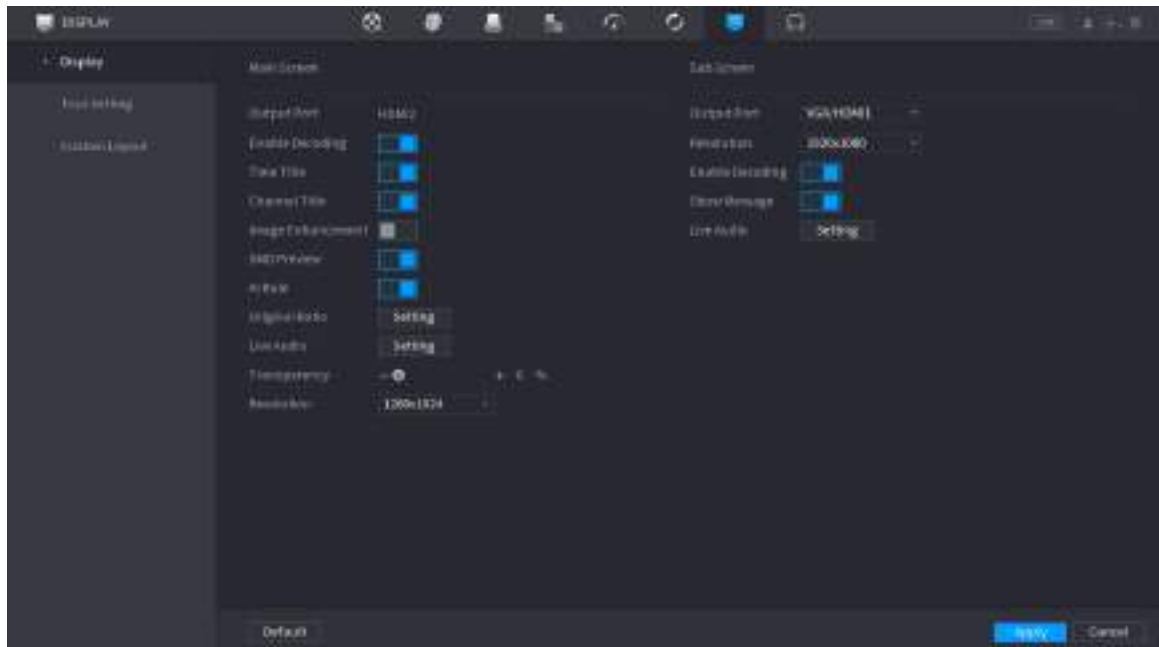 DISPLAY
Display
Tour Setting
Custom Layout
Main Screen
Output Port HDMI2
Enable Decoding
Time Title
Channel Title
Image Enhancement
SMD Preview
AI Rule
Original Ratio Setting
Live Audio Setting
Transparency
Resolution 1280x1024
Sub Screen
Output Port VGA/HDMI1
Resolution 1920x1080
Enable Decoding
Show Message
Live Audio Setting
Default
Apply
Cancel